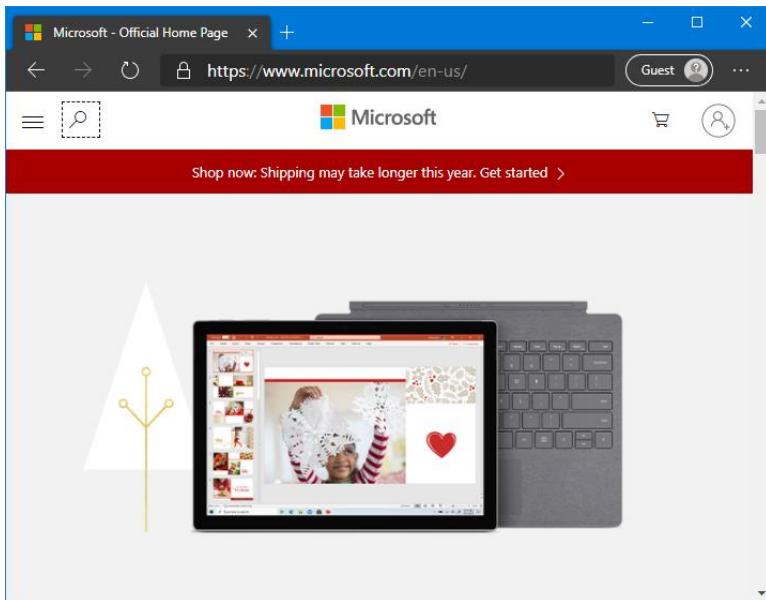 Microsoft - Official Home Page
https://www.microsoft.com/en-us/
Guest
Microsoft
Shop now: Shipping may take longer this year. Get started